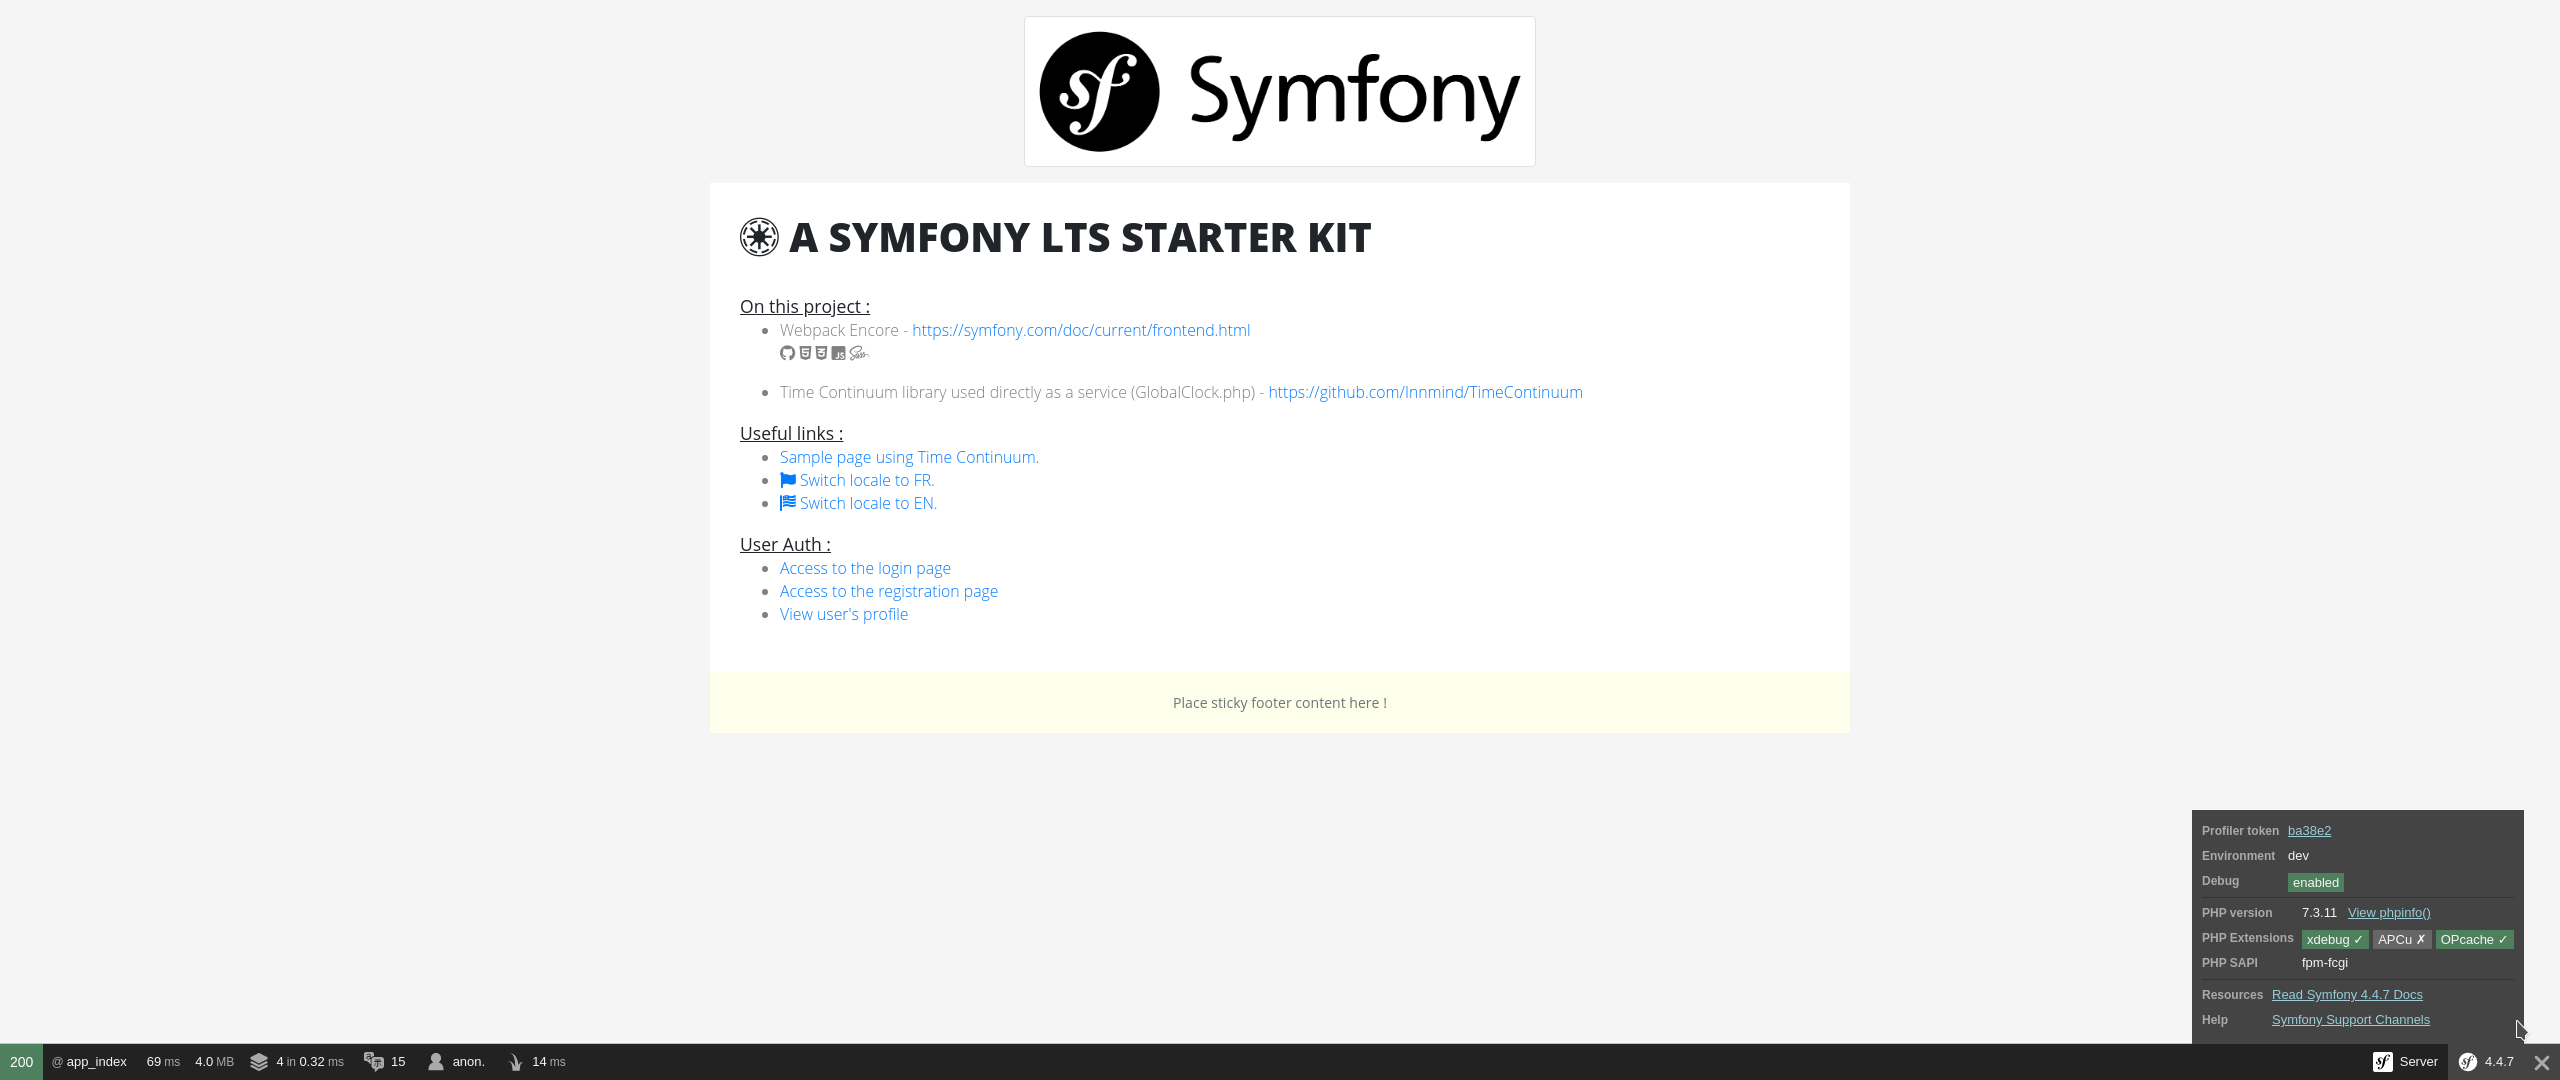 sf Symfony
A SYMFONY LTS STARTER KIT
On this project :
Webpack Encore - https://symfony.com/doc/current/frontend.html
Time Continuum library used directly as a service (GlobalClock.php) - https://github.com/Innmind/TimeContinuum
Useful links :
Sample page using Time Continuum.
Switch locale to FR.
Switch locale to EN.
User Auth :
Access to the login page
Access to the registration page
View user's profile
Place sticky footer content here !
Profiler token ba38e2
Environment dev
Debug enabled
PHP version 7.3.11 View phpinfo()
PHP Extensions xdebug ✓ APCu ✗ OPcache ✓
PHP SAPI fpm-fcgi
Resources Read Symfony 4.4.7 Docs
Help Symfony Support Channels
200 @ app_index 69 ms 4.0 MB 4 in 0.32 ms 15 anon. 14 ms sf Server sf 4.4.7